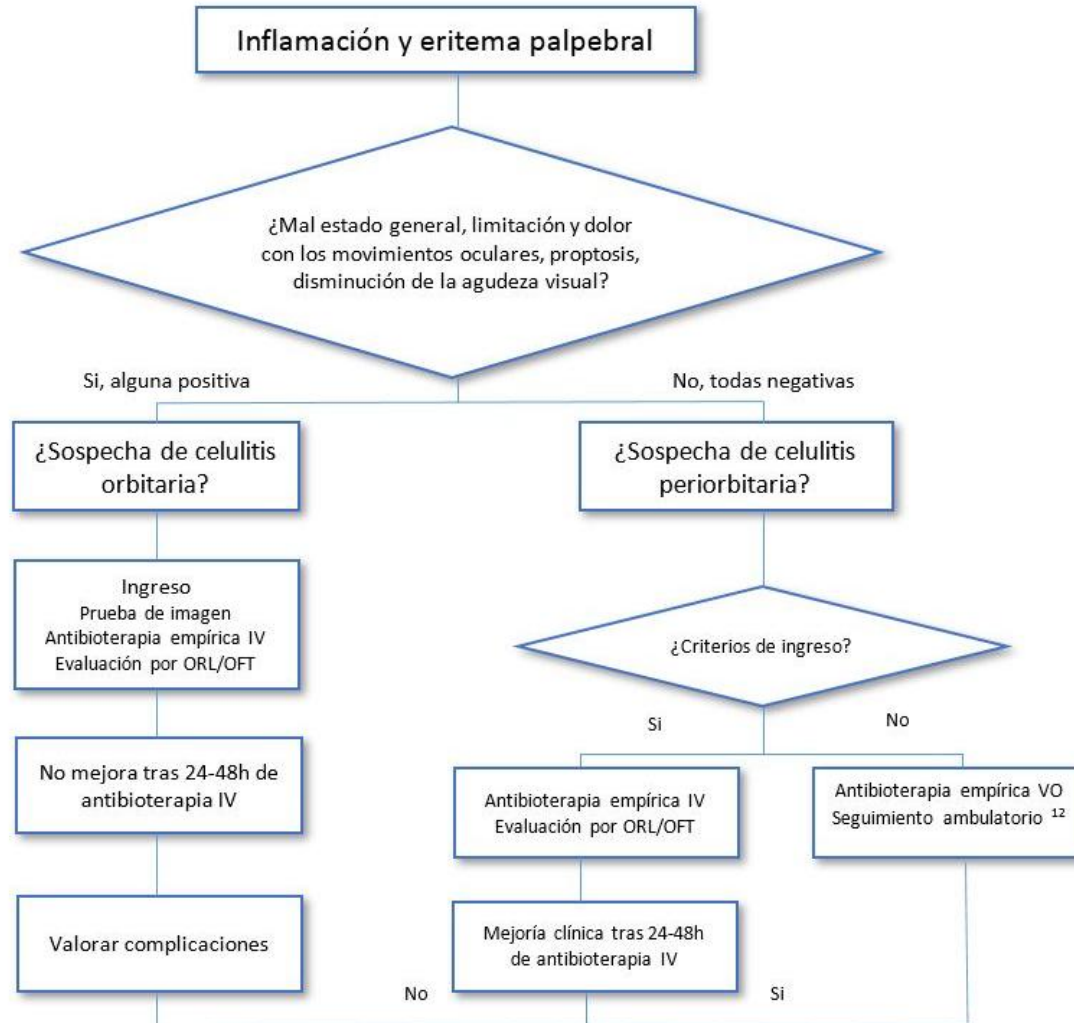 Inflamación y eritema palpebral
¿Mal estado general, limitación y dolor
con los movimientos oculares, proptosis,
disminución de la agudeza visual?
Si, alguna positiva
No, todas negativas
¿Sospecha de celulitis
orbitaria?
¿Sospecha de celulitis
periorbitaria?
Ingreso
Prueba de imagen
Antibioterapia empírica IV
Evaluación por ORL/OFT
¿Criterios de ingreso?
Si
No
No mejora tras 24-48h de
antibioterapia IV
Antibioterapia empírica IV
Evaluación por ORL/OFT
Antibioterapia empírica VO
Seguimiento ambulatorio ¹²
Valorar complicaciones
Mejoría clínica tras 24-48h
de antibioterapia IV
No
Si